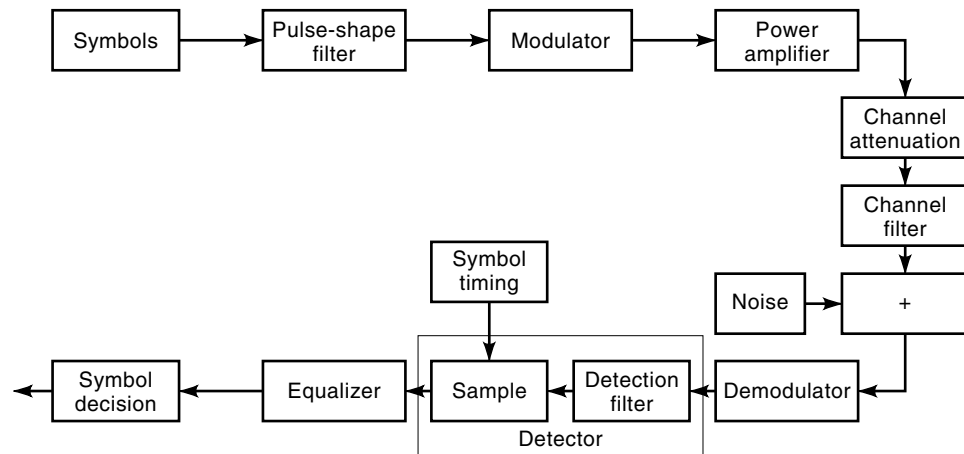 Symbols
Pulse-shape
filter
Modulator
Power
amplifier
Channel
attenuation
Channel
filter
Symbol
timing
Noise
+
Symbol
decision
Equalizer
Sample
Detection
filter
Demodulator
Detector